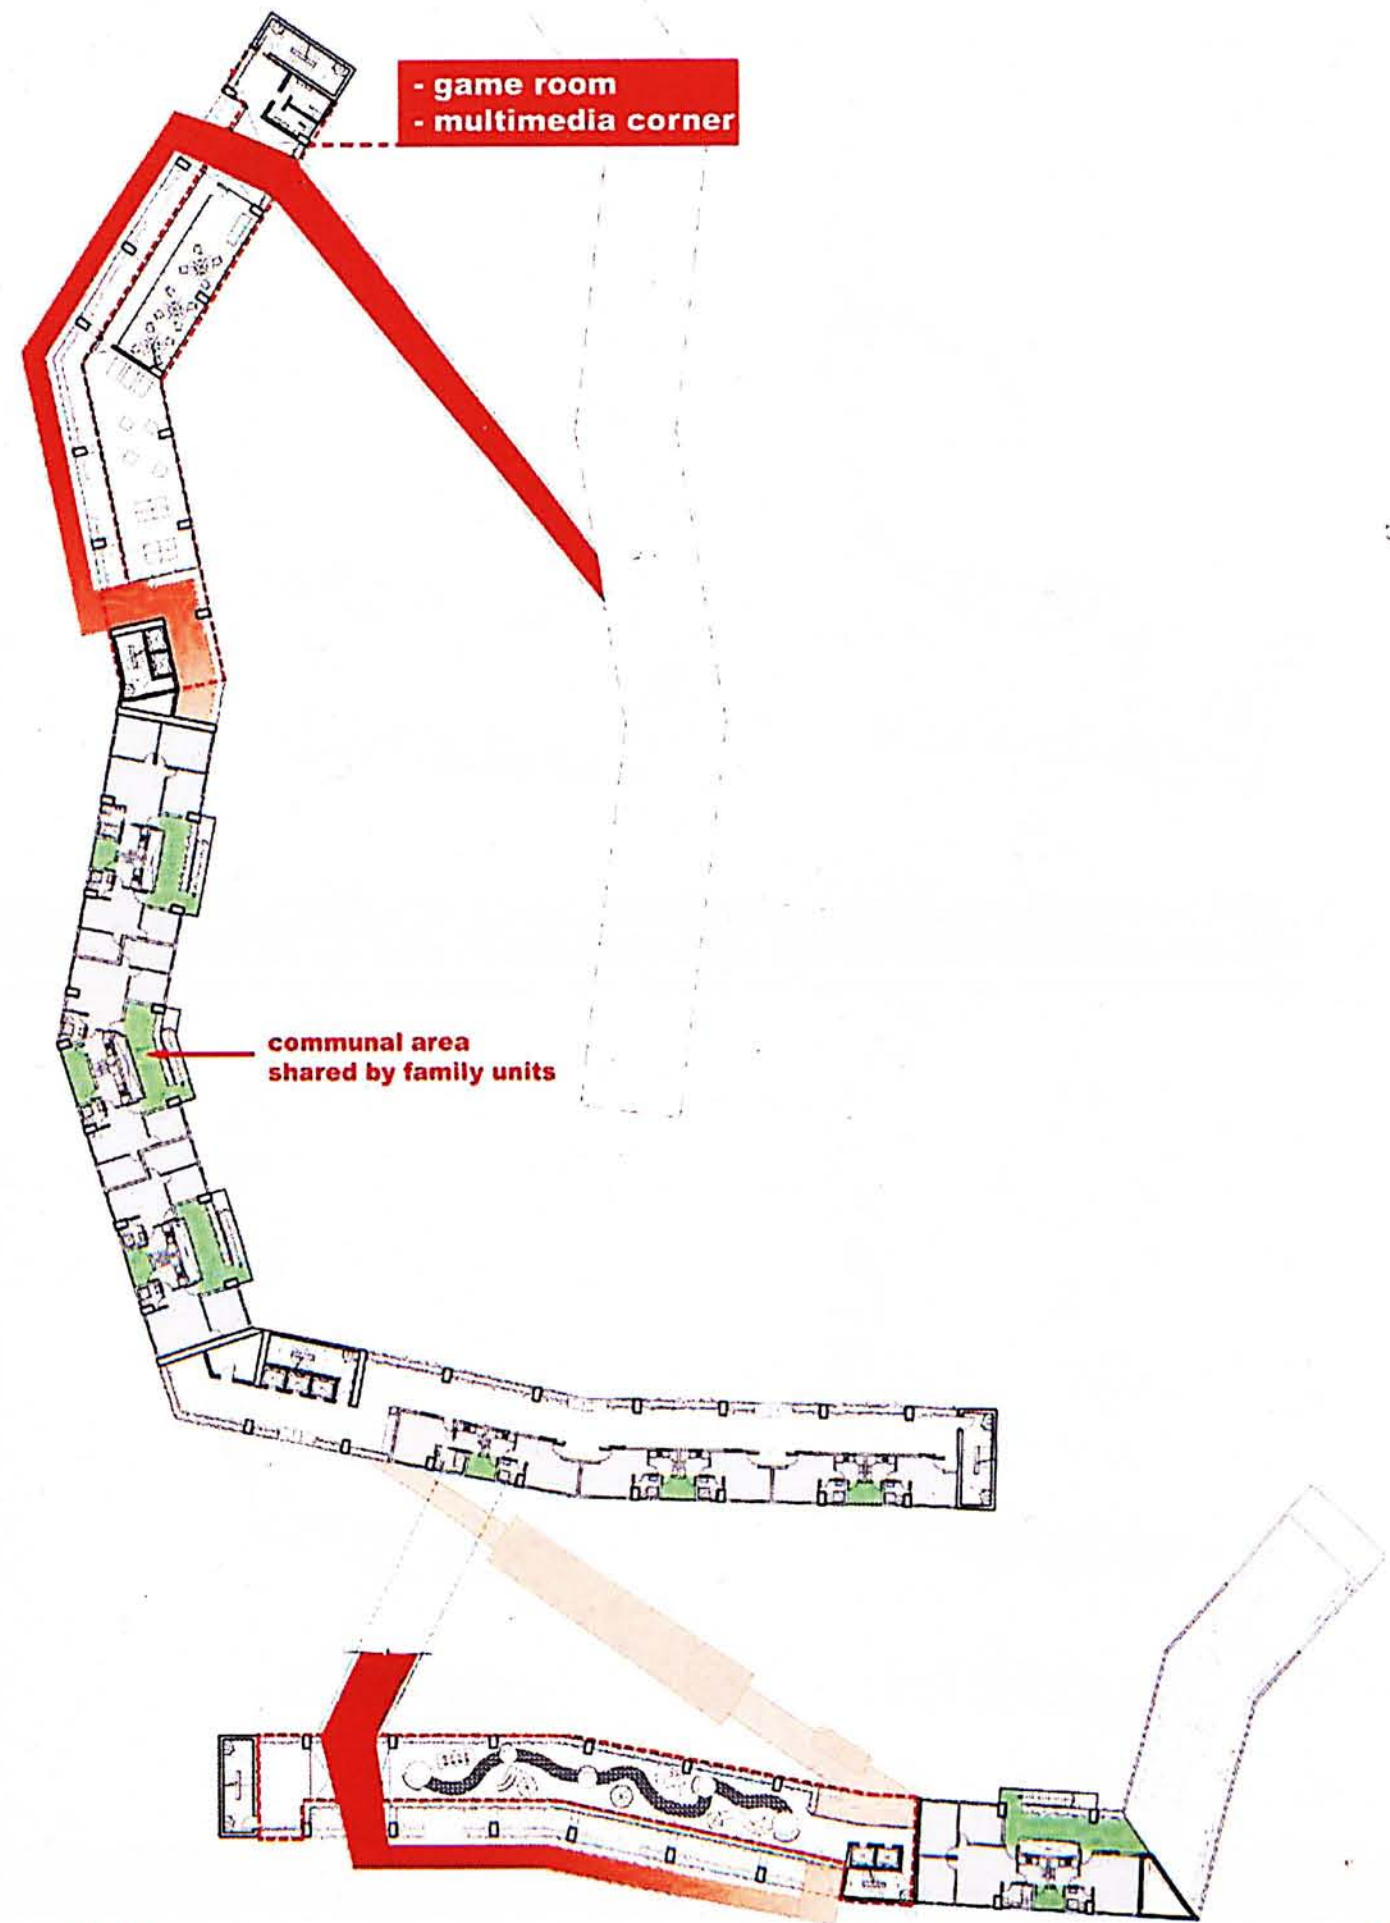 - game room
- multimedia corner
communal area
shared by family units